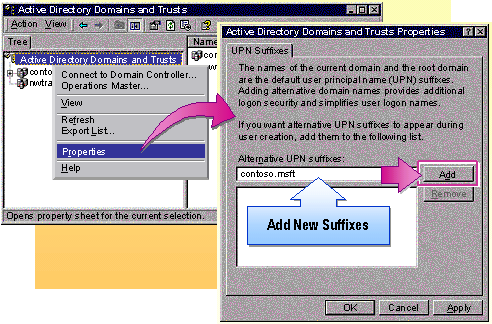 Active Directory Domains and Trusts
Action View
Tree
Name
Active Directory Domains and Trusts
conto
nwtra
Connect to Domain Controller...
Operations Master...
View
Refresh
Export List...
Properties
Help
Opens property sheet for the current selection.
Active Directory Domains and Trusts Properties
UPN Suffixes
The names of the current domain and the root domain
are the default user principal name (UPN) suffixes.
Adding alternative domain names provides additional
logon security and simplifies user logon names.
If you want alternative UPN suffixes to appear during
user creation, add them to the following list.
Alternative UPN suffixes:
contoso.msft
Add
Remove
Add New Suffixes
OK
Cancel
Apply